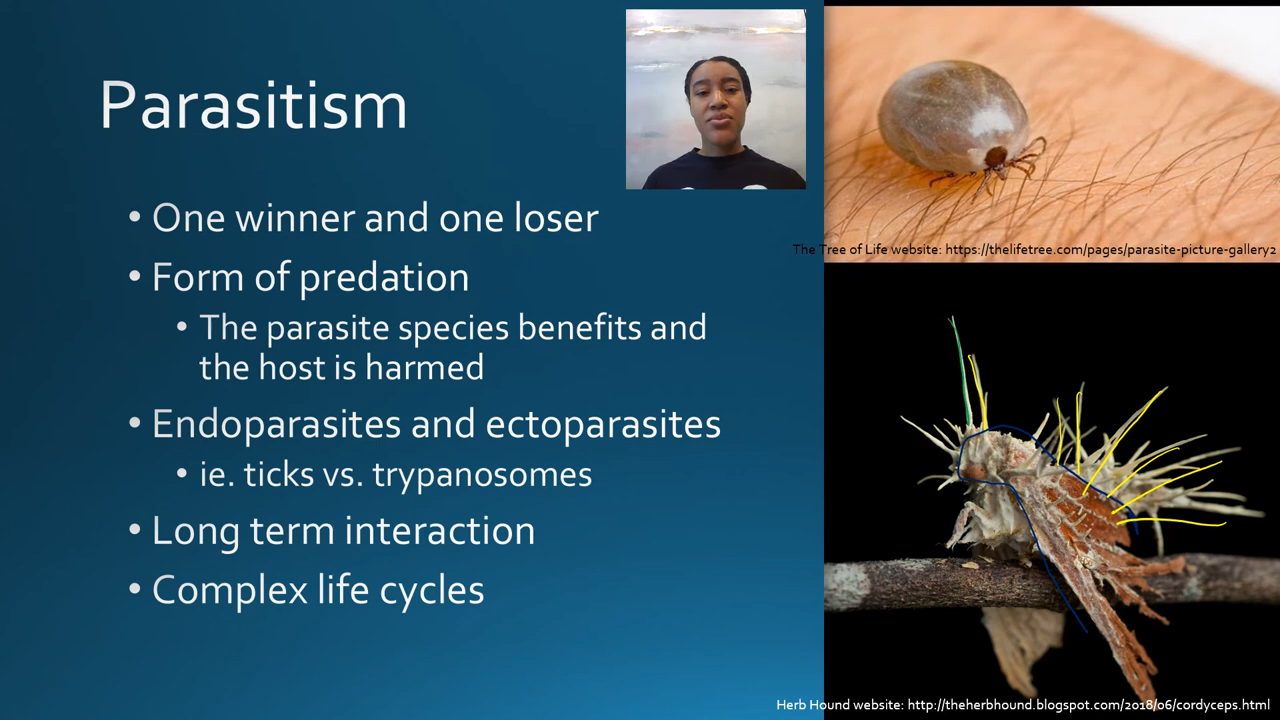 Parasitism
• One winner and one loser
• Form of predation
• The parasite species benefits and
the host is harmed
• Endoparasites and ectoparasites
• ie. ticks vs. trypanosomes
• Long term interaction
• Complex life cycles
The Tree of Life website: https://thelifetree.com/pages/parasite-picture-gallery2
Herb Hound website: http://theherbhound.blogspot.com/2018/06/cordyceps.html